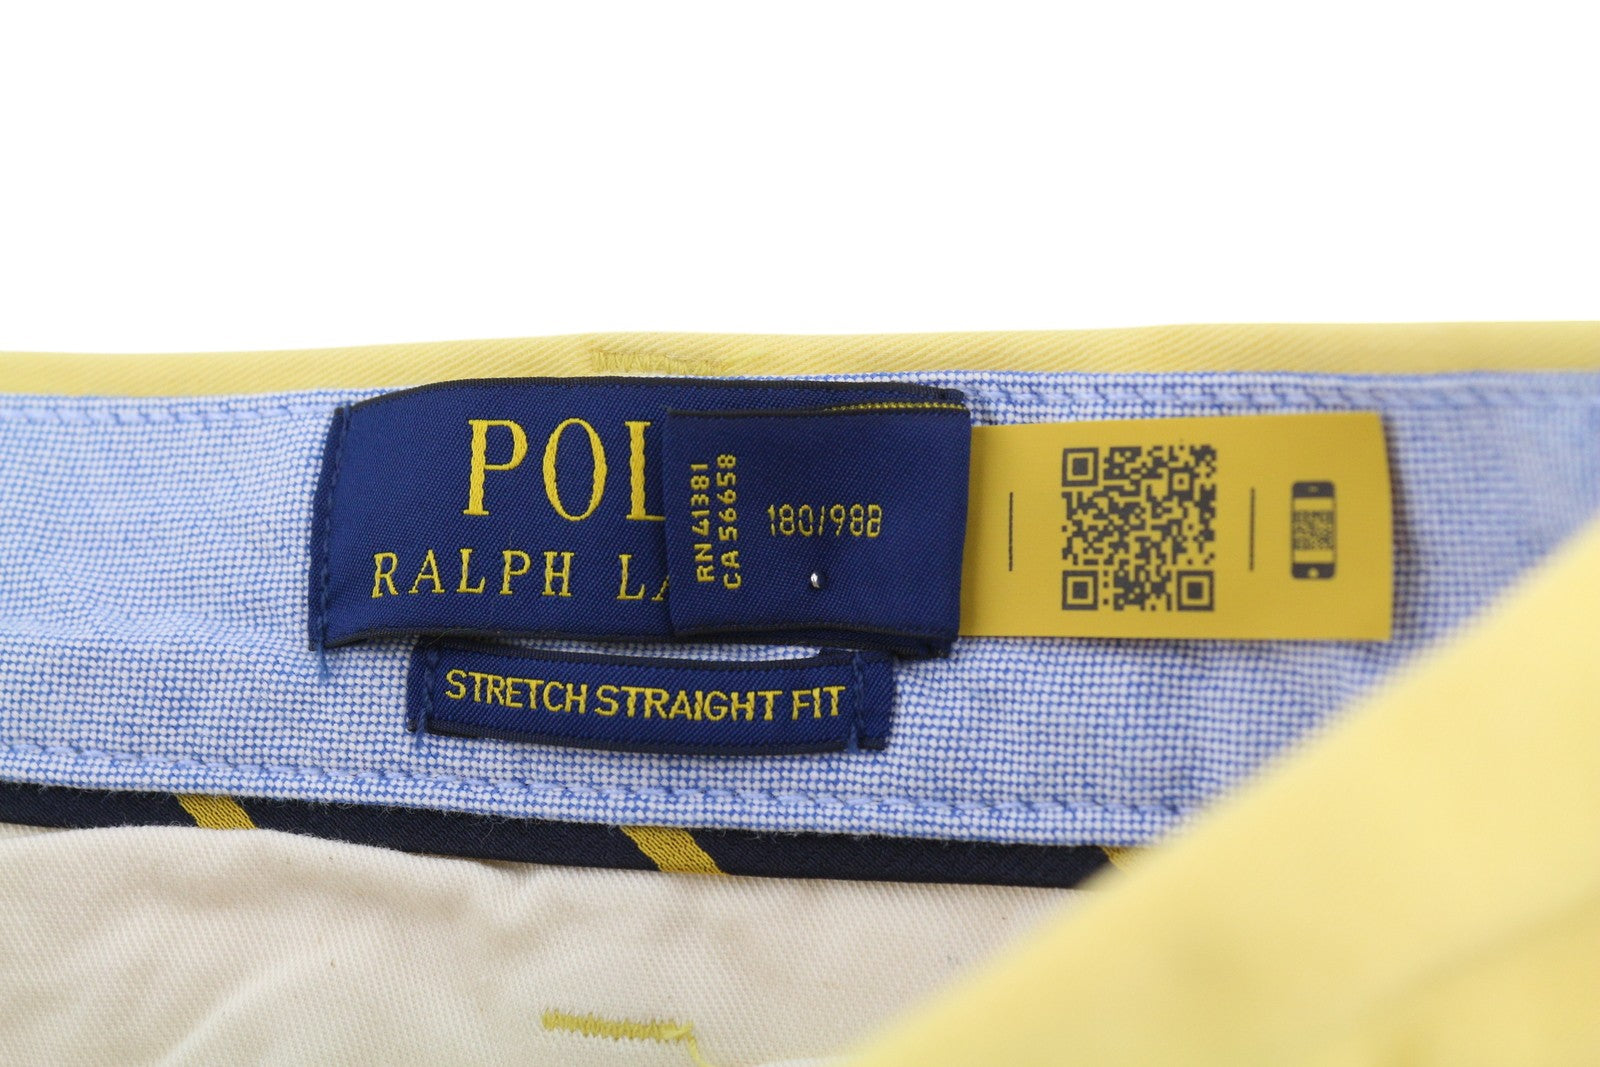 POL
RALPH LA
RN 41381
CA 56658
180/98B
STRETCH STRAIGHT FIT